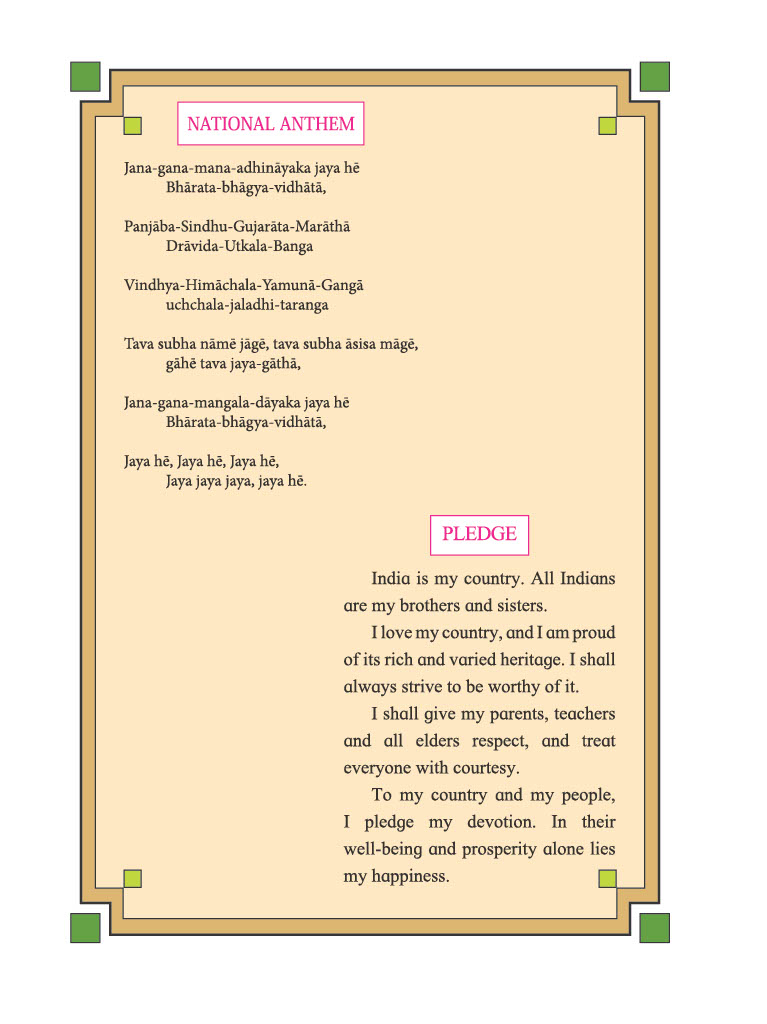 NATIONAL ANTHEM
Jana-gana-mana-adhināyaka jaya hē
Bhārata-bhāgya-vidhātā,
Panjāba-Sindhu-Gujarāta-Marāthā
Drāvida-Utkala-Banga
Vindhya-Himāchala-Yamunā-Gangā
uchchala-jaladhi-taranga
Tava subha nāmē jāgē, tava subha āsisa māgē,
gāhē tava jaya-gāthā,
Jana-gana-mangala-dāyaka jaya hē
Bhārata-bhāgya-vidhātā,
Jaya hē, Jaya hē, Jaya hē,
Jaya jaya jaya, jaya hē.
PLEDGE
India is my country. All Indians
are my brothers and sisters.
I love my country, and I am proud
of its rich and varied heritage. I shall
always strive to be worthy of it.
I shall give my parents, teachers
and all elders respect, and treat
everyone with courtesy.
To my country and my people,
I pledge my devotion. In their
well-being and prosperity alone lies
my happiness.